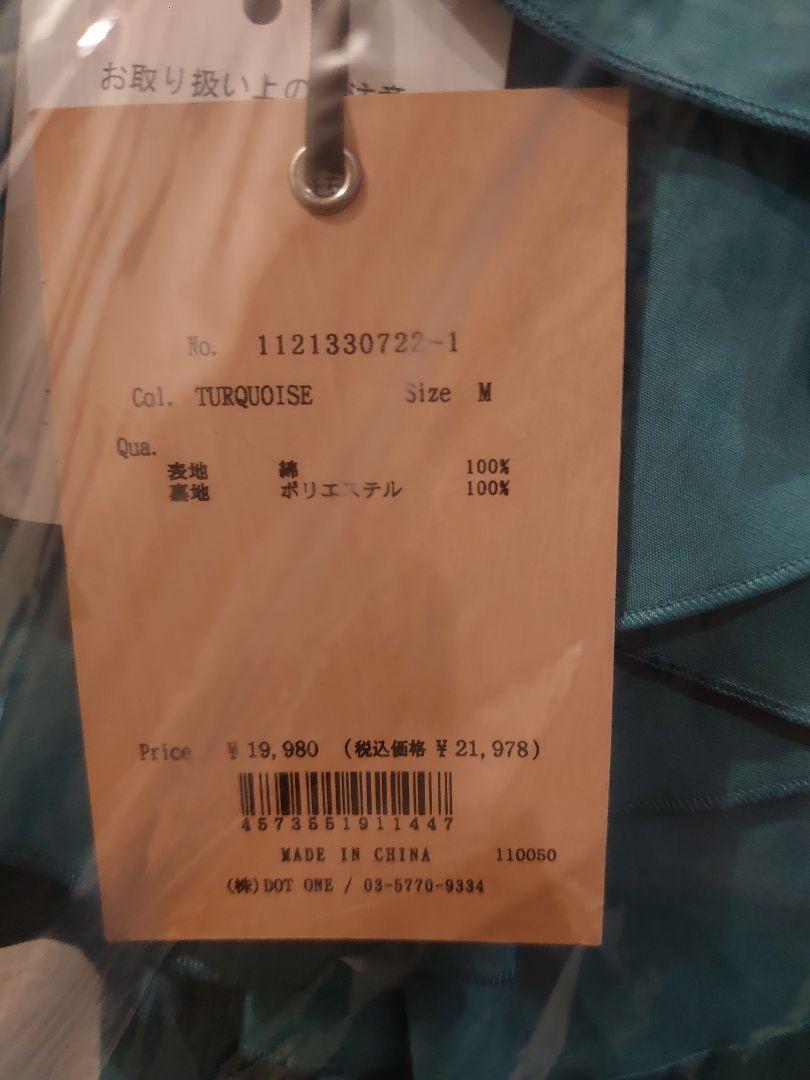 お取り扱い上の 注意
No. 1121330722-1
Col. TURQUOISE Size M
Qua.
表地 綿 100%
裏地 ポリエステル 100%
Price ¥ 19,980 (税込価格 ¥ 21,978)
4573551911447
MADE IN CHINA 110050
(株)DOT ONE / 03-5770-9334